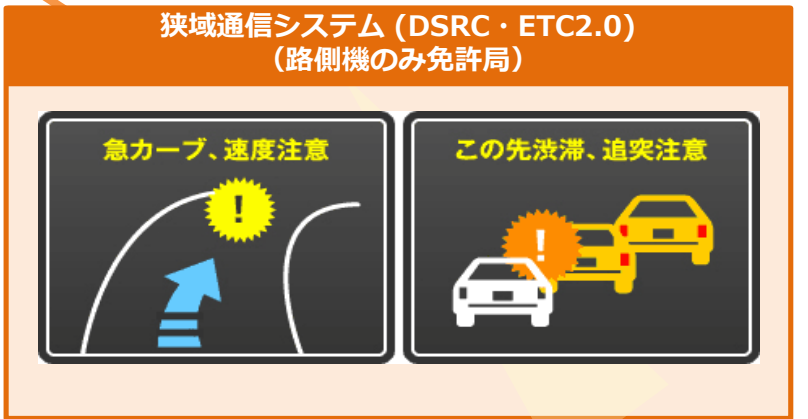 狭域通信システム (DSRC・ETC2.0)
（路側機のみ免許局）
急カーブ、速度注意
この先渋滞、追突注意
!
!